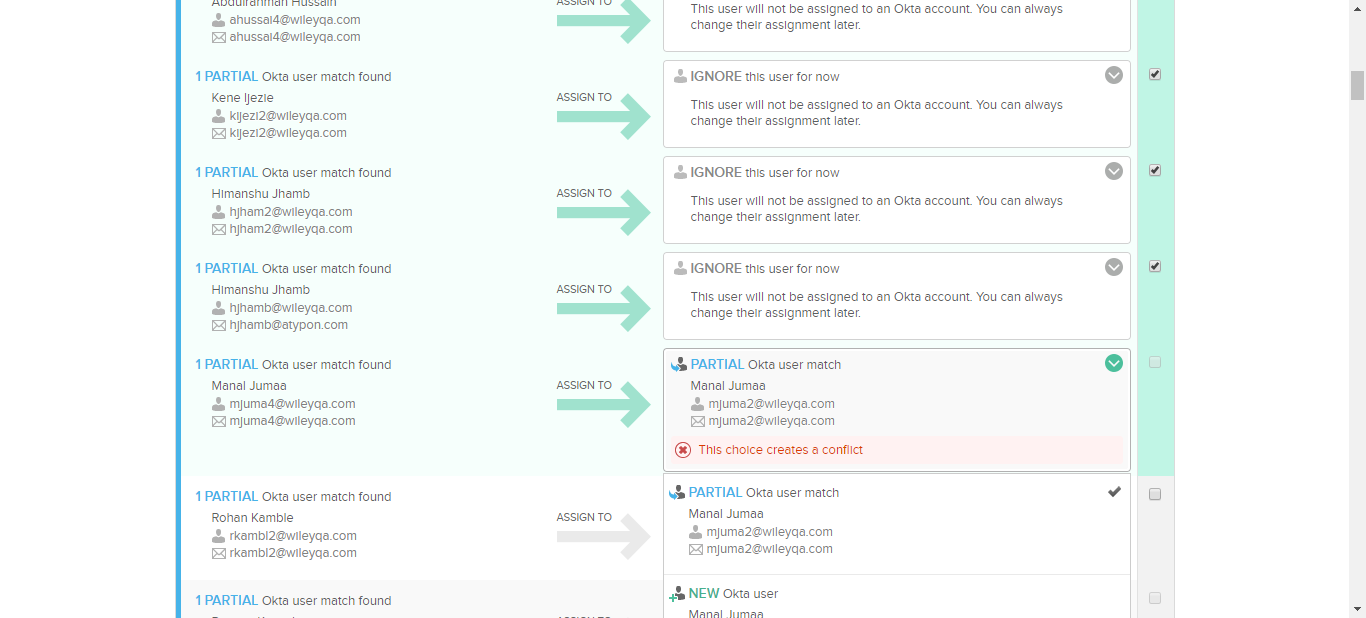 Abdulrahman Hussain
ahussai4@wileyqa.com
ahussai4@wileyqa.com
ASSIGN TO
This user will not be assigned to an Okta account. You can always
change their assignment later.
1 PARTIAL Okta user match found
Kene Ijezie
kijezi2@wileyqa.com
kijezi2@wileyqa.com
ASSIGN TO
IGNORE this user for now
This user will not be assigned to an Okta account. You can always
change their assignment later.
1 PARTIAL Okta user match found
Himanshu Jhamb
hjham2@wileyqa.com
hjham2@wileyqa.com
ASSIGN TO
IGNORE this user for now
This user will not be assigned to an Okta account. You can always
change their assignment later.
1 PARTIAL Okta user match found
Himanshu Jhamb
hjhamb@wileyqa.com
hjhamb@atypon.com
ASSIGN TO
IGNORE this user for now
This user will not be assigned to an Okta account. You can always
change their assignment later.
1 PARTIAL Okta user match found
Manal Jumaa
mjuma4@wileyqa.com
mjuma4@wileyqa.com
ASSIGN TO
PARTIAL Okta user match
Manal Jumaa
mjuma2@wileyqa.com
mjuma2@wileyqa.com
This choice creates a conflict
1 PARTIAL Okta user match found
Rohan Kamble
rkambl2@wileyqa.com
rkambl2@wileyqa.com
ASSIGN TO
PARTIAL Okta user match
Manal Jumaa
mjuma2@wileyqa.com
mjuma2@wileyqa.com
1 PARTIAL Okta user match found
NEW Okta user
Manal Jumaa